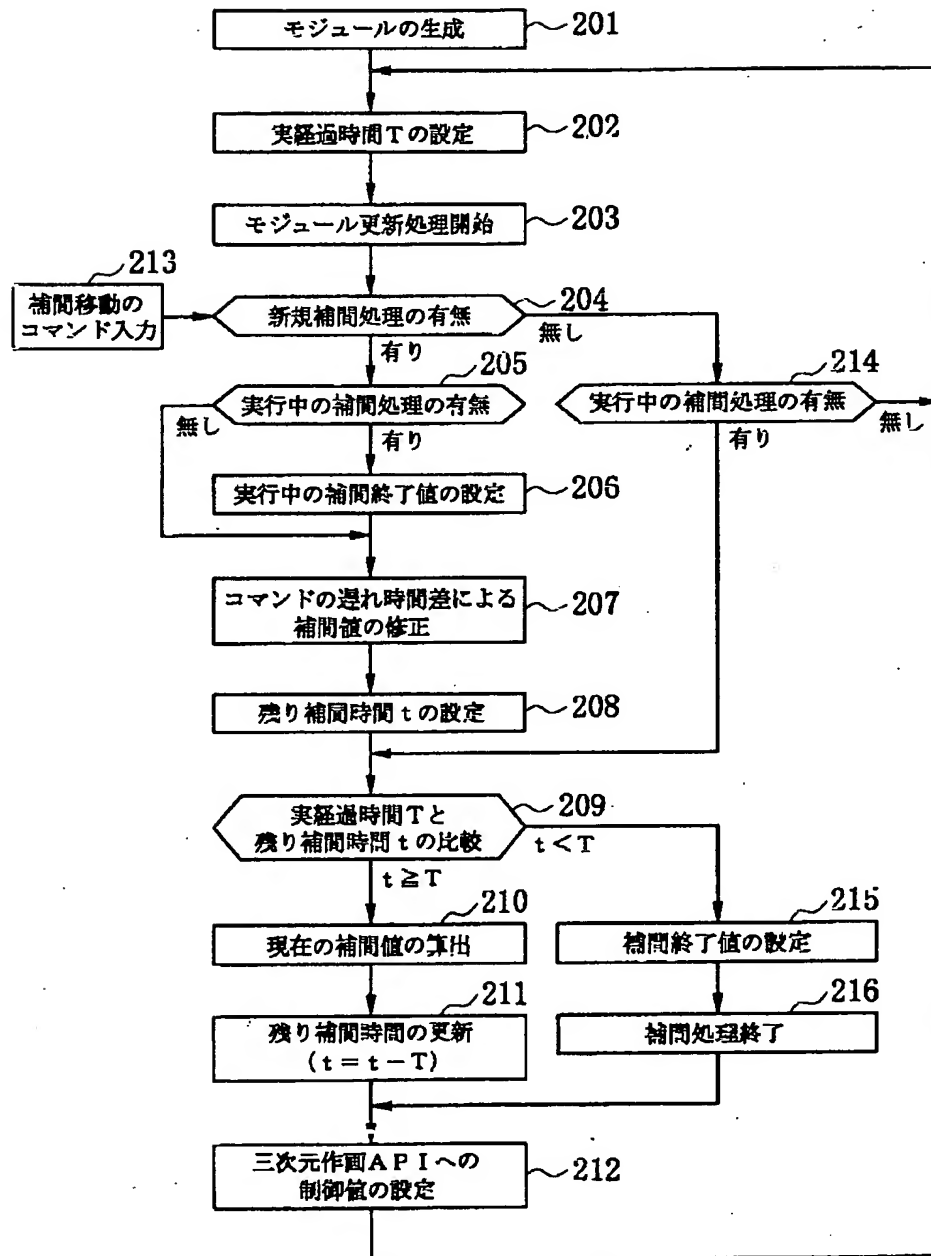 モジュールの生成
201
実経過時間Tの設定
202
モジュール更新処理開始
203
213
補間移動の
コマンド入力
新規補間処理の有無
204
無し
有り
205
実行中の補間処理の有無
無し
有り
214
実行中の補間処理の有無
無し
有り
実行中の補間終了値の設定
206
コマンドの遅れ時間差による
補間値の修正
207
残り補間時間tの設定
208
実経過時間Tと
残り補間時間tの比較
209
t<T
t≧T
210
現在の補間値の算出
215
補間終了値の設定
211
残り補間時間の更新
(t=t-T)
216
補間処理終了
三次元作画APIへの
制御値の設定
212